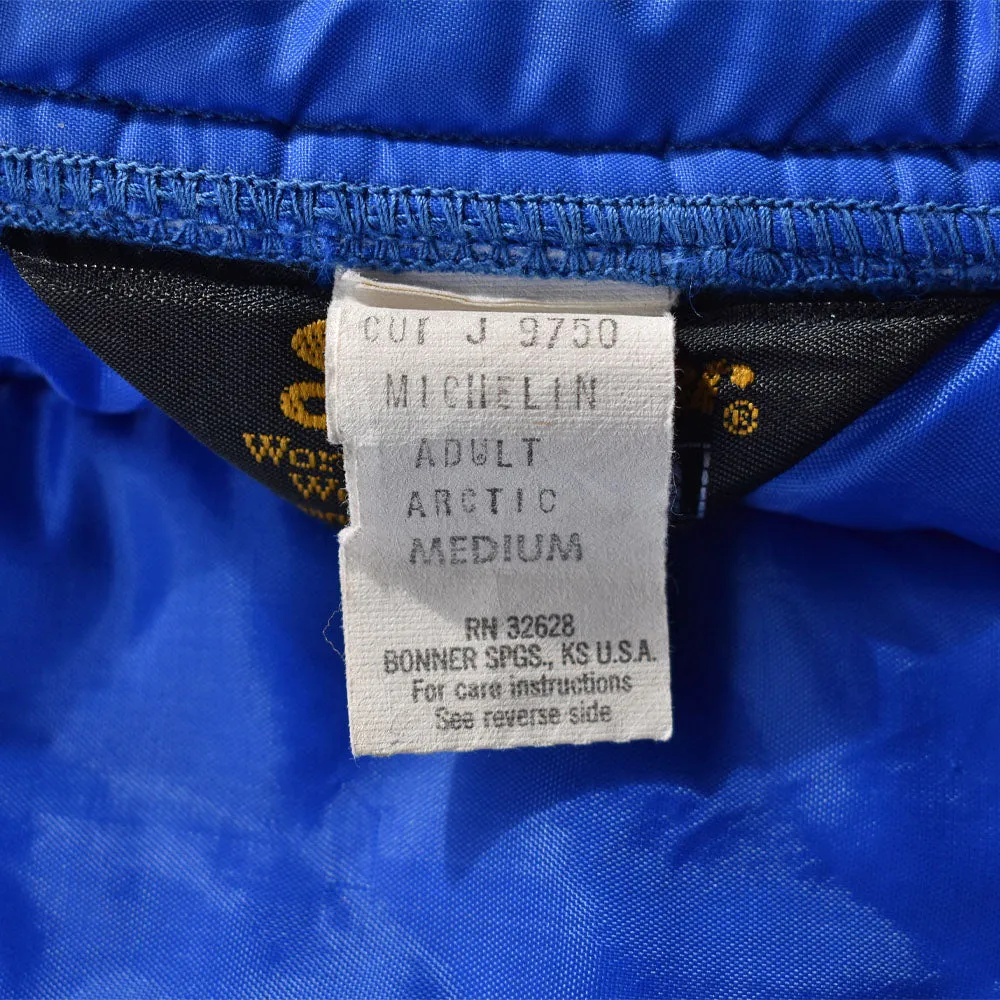 CUT J 9750
MICHELIN
ADULT
ARCTIC
MEDIUM
RN 32628
BONNER SPGS., KS U.S.A.
For care instructions
See reverse side
®